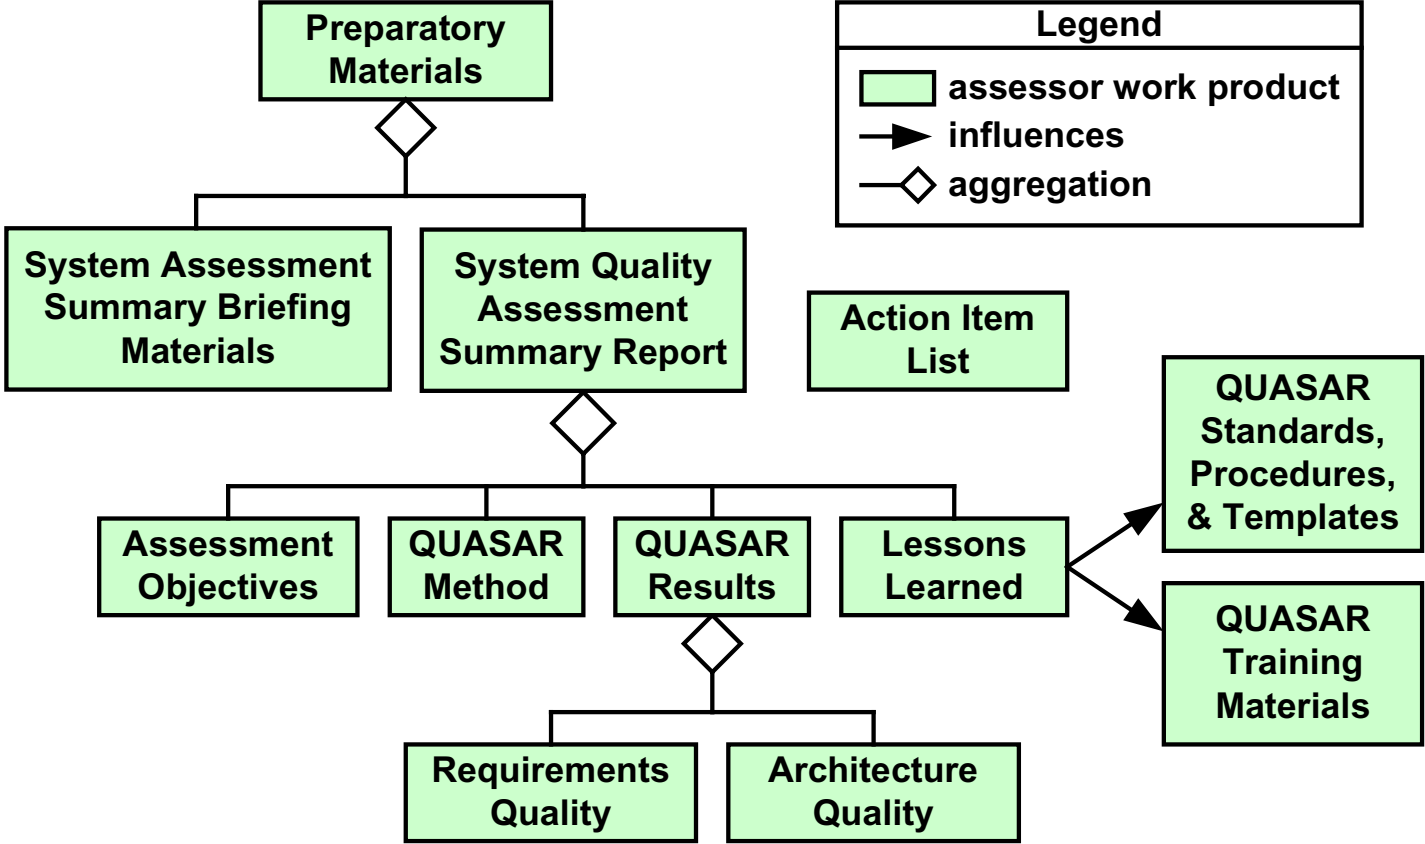 Preparatory
Materials
Legend
assessor work product
influences
aggregation
System Assessment
Summary Briefing
Materials
System Quality
Assessment
Summary Report
Action Item
List
QUASAR
Standards,
Procedures,
& Templates
Assessment
Objectives
QUASAR
Method
QUASAR
Results
Lessons
Learned
QUASAR
Training
Materials
Requirements
Quality
Architecture
Quality